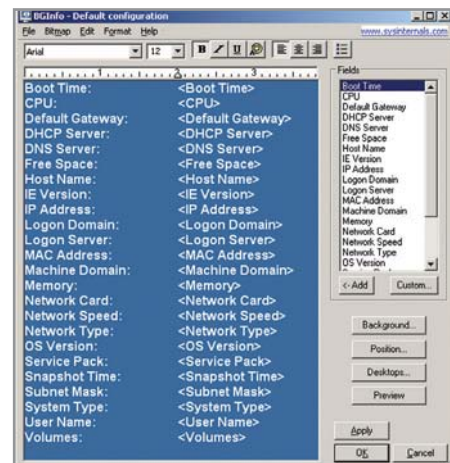 BGInfo - Default configuration
File Bitmap Edit Format Help
www.sysinternals.com
Arial 12 B I U
1 2 3
Boot Time: <Boot Time>
CPU: <CPU>
Default Gateway: <Default Gateway>
DHCP Server: <DHCP Server>
DNS Server: <DNS Server>
Free Space: <Free Space>
Host Name: <Host Name>
IE Version: <IE Version>
IP Address: <IP Address>
Logon Domain: <Logon Domain>
Logon Server: <Logon Server>
MAC Address: <MAC Address>
Machine Domain: <Machine Domain>
Memory: <Memory>
Network Card: <Network Card>
Network Speed: <Network Speed>
Network Type: <Network Type>
OS Version: <OS Version>
Service Pack: <Service Pack>
Snapshot Time: <Snapshot Time>
Subnet Mask: <Subnet Mask>
System Type: <System Type>
User Name: <User Name>
Volumes: <Volumes>
Fields
Boot Time
CPU
Default Gateway
DHCP Server
DNS Server
Free Space
Host Name
IE Version
IP Address
Logon Domain
Logon Server
MAC Address
Machine Domain
Memory
Network Card
Network Speed
Network Type
OS Version
<- Add Custom...
Background...
Position...
Desktops...
Preview
Apply
OK Cancel